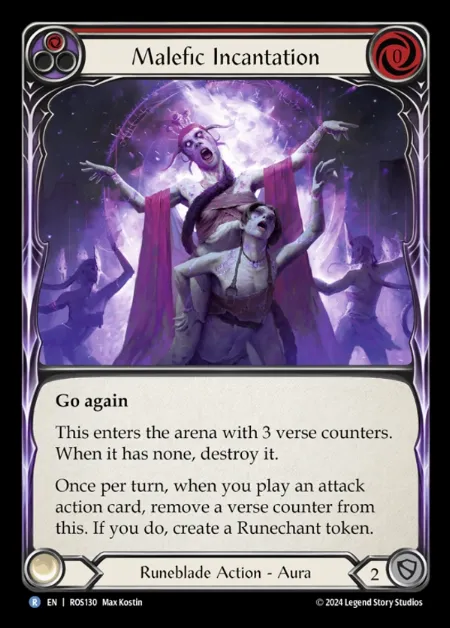 Malefic Incantation
0
Go again
This enters the arena with 3 verse counters.
When it has none, destroy it.
Once per turn, when you play an attack
action card, remove a verse counter from
this. If you do, create a Runechant token.
Runeblade Action - Aura
2
R EN | ROS130 Max Kostin
© 2024 Legend Story Studios